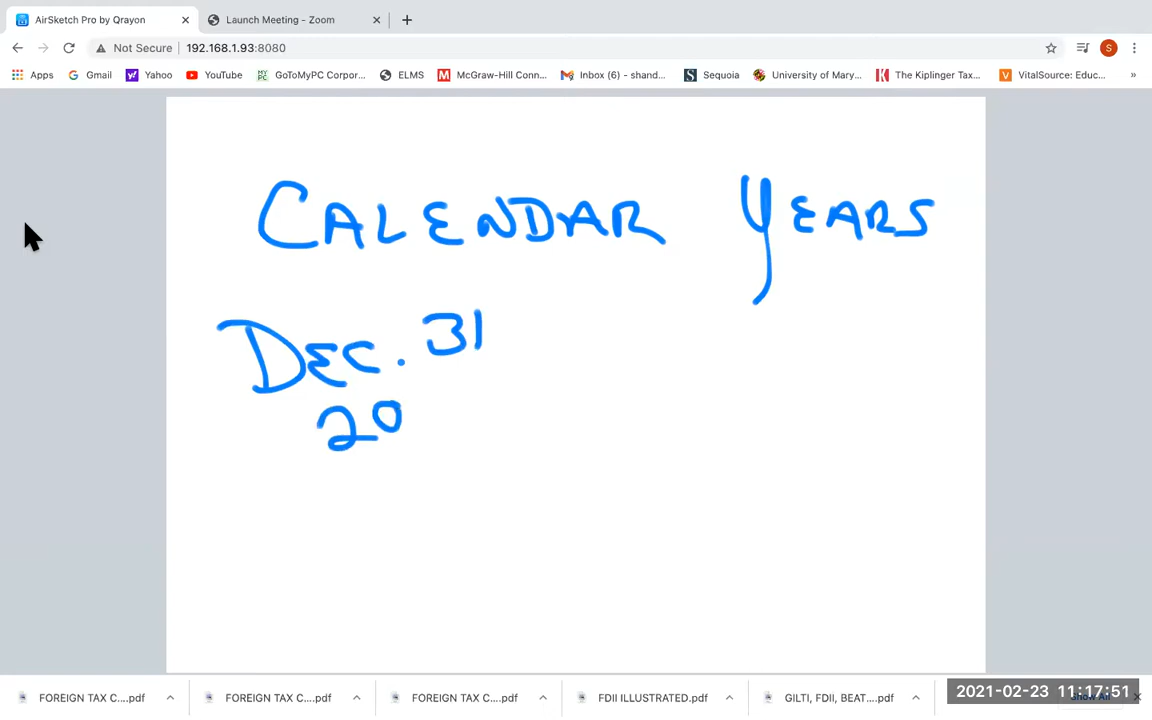 AirSketch Pro by Qrayon
Launch Meeting - Zoom
Not Secure 192.168.1.93:8080
S
Apps Gmail Yahoo YouTube GoToMyPC Corpor... ELMS McGraw-Hill Conn... Inbox (6) - shand... Sequoia University of Mary... The Kiplinger Tax... VitalSource: Educ... »
CALENDAR YEARS
DEC. 31
20
FOREIGN TAX C....pdf FOREIGN TAX C....pdf FOREIGN TAX C....pdf FDII ILLUSTRATED.pdf GILTI, FDII, BEAT....pdf Show All
2021-02-23 11:17:51